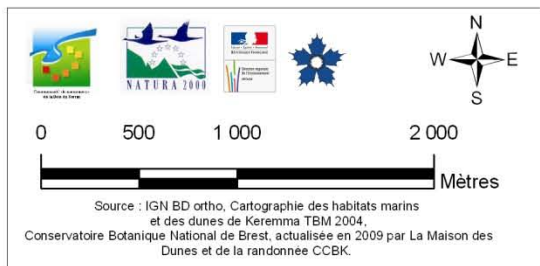 N
W E
S
NATURA 2000
RÉPUBLIQUE FRANÇAISE
0 500 1 000 2 000
Mètres
Source : IGN BD ortho, Cartographie des habitats marins
et des dunes de Keremma TBM 2004,
Conservatoire Botanique National de Brest, actualisée en 2009 par La Maison des
Dunes et de la randonnée CCBK.